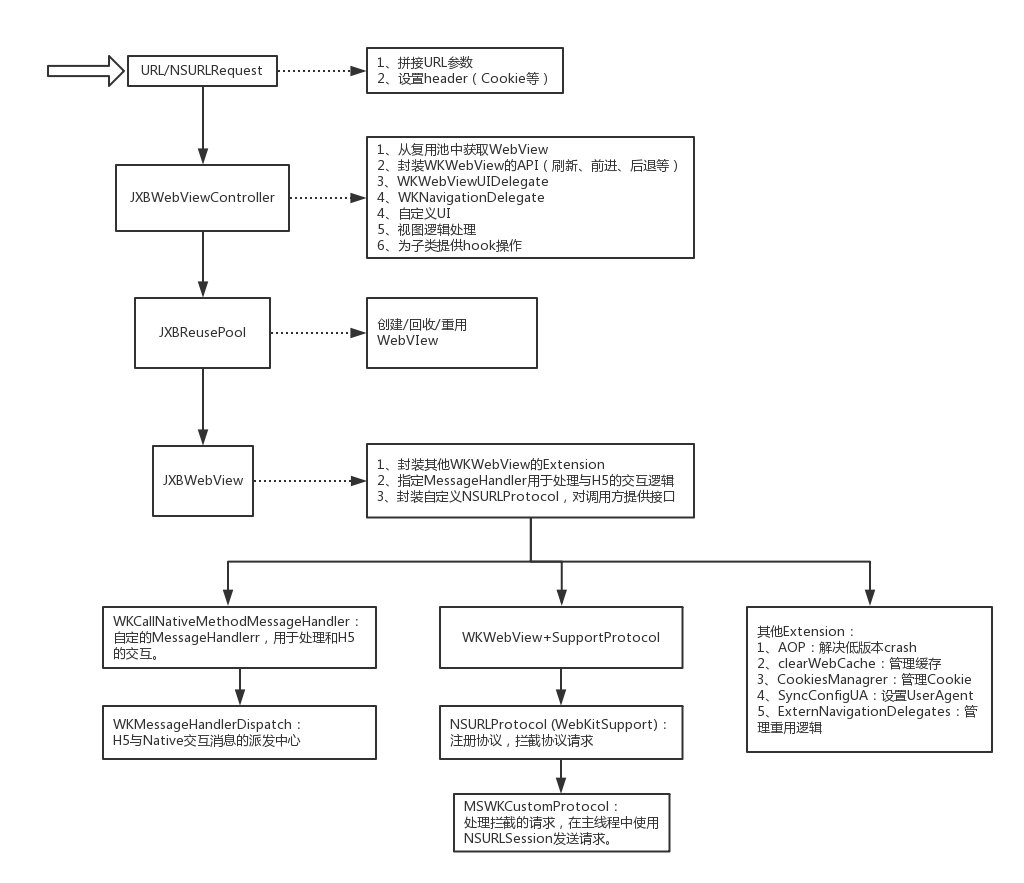 URL/NSURLRequest
1、拼接URL参数
2、设置header（Cookie等）
JXBWebViewController
1、从复用池中获取WebView
2、封装WKWebView的API（刷新、前进、后退等）
3、WKWebViewUIDelegate
4、WKNavigationDelegate
4、自定义UI
5、视图逻辑处理
6、为子类提供hook操作
JXBReusePool
创建/回收/重用
WebVIew
JXBWebView
1、封装其他WKWebView的Extension
2、指定MessageHandler用于处理与H5的交互逻辑
3、封装自定义NSURLProtocol，对调用方提供接口
WKCallNativeMethodMessageHandler：
自定的MessageHandlerr，用于处理和H5
的交互。
WKMessageHandlerDispatch：
H5与Native交互消息的派发中心
WKWebView+SupportProtocol
NSURLProtocol (WebKitSupport)：
注册协议，拦截协议请求
MSWKCustomProtocol：
处理拦截的请求，在主线程中使用
NSURLSession发送请求。
其他Extension：
1、AOP：解决低版本crash
2、clearWebCache：管理缓存
3、CookiesManagrer：管理Cookie
4、SyncConfigUA：设置UserAgent
5、ExternNavigationDelegates：管
理重用逻辑